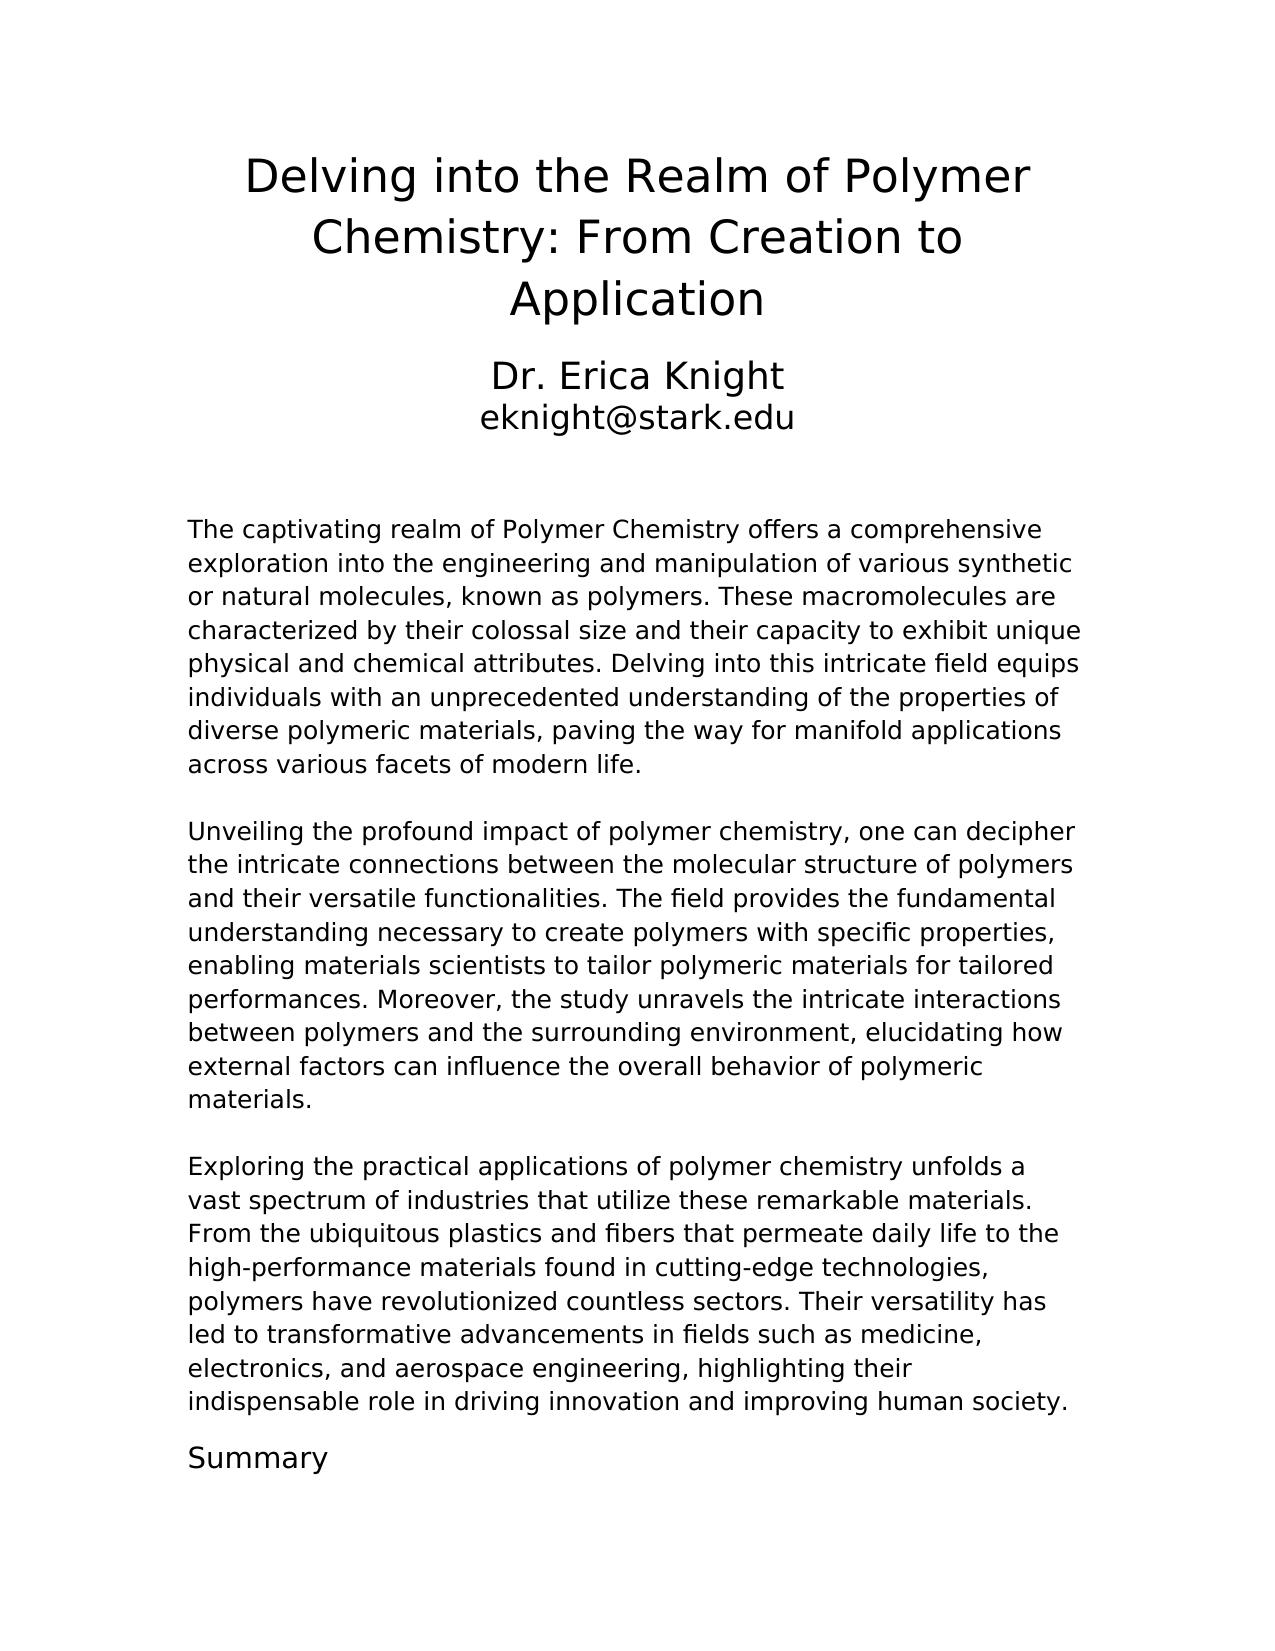 Delving into the Realm of Polymer
Chemistry: From Creation to
Application
Dr. Erica Knight
eknight@stark.edu
The captivating realm of Polymer Chemistry offers a comprehensive
exploration into the engineering and manipulation of various synthetic
or natural molecules, known as polymers. These macromolecules are
characterized by their colossal size and their capacity to exhibit unique
physical and chemical attributes. Delving into this intricate field equips
individuals with an unprecedented understanding of the properties of
diverse polymeric materials, paving the way for manifold applications
across various facets of modern life.
Unveiling the profound impact of polymer chemistry, one can decipher
the intricate connections between the molecular structure of polymers
and their versatile functionalities. The field provides the fundamental
understanding necessary to create polymers with specific properties,
enabling materials scientists to tailor polymeric materials for tailored
performances. Moreover, the study unravels the intricate interactions
between polymers and the surrounding environment, elucidating how
external factors can influence the overall behavior of polymeric
materials.
Exploring the practical applications of polymer chemistry unfolds a
vast spectrum of industries that utilize these remarkable materials.
From the ubiquitous plastics and fibers that permeate daily life to the
high-performance materials found in cutting-edge technologies,
polymers have revolutionized countless sectors. Their versatility has
led to transformative advancements in fields such as medicine,
electronics, and aerospace engineering, highlighting their
indispensable role in driving innovation and improving human society.
Summary